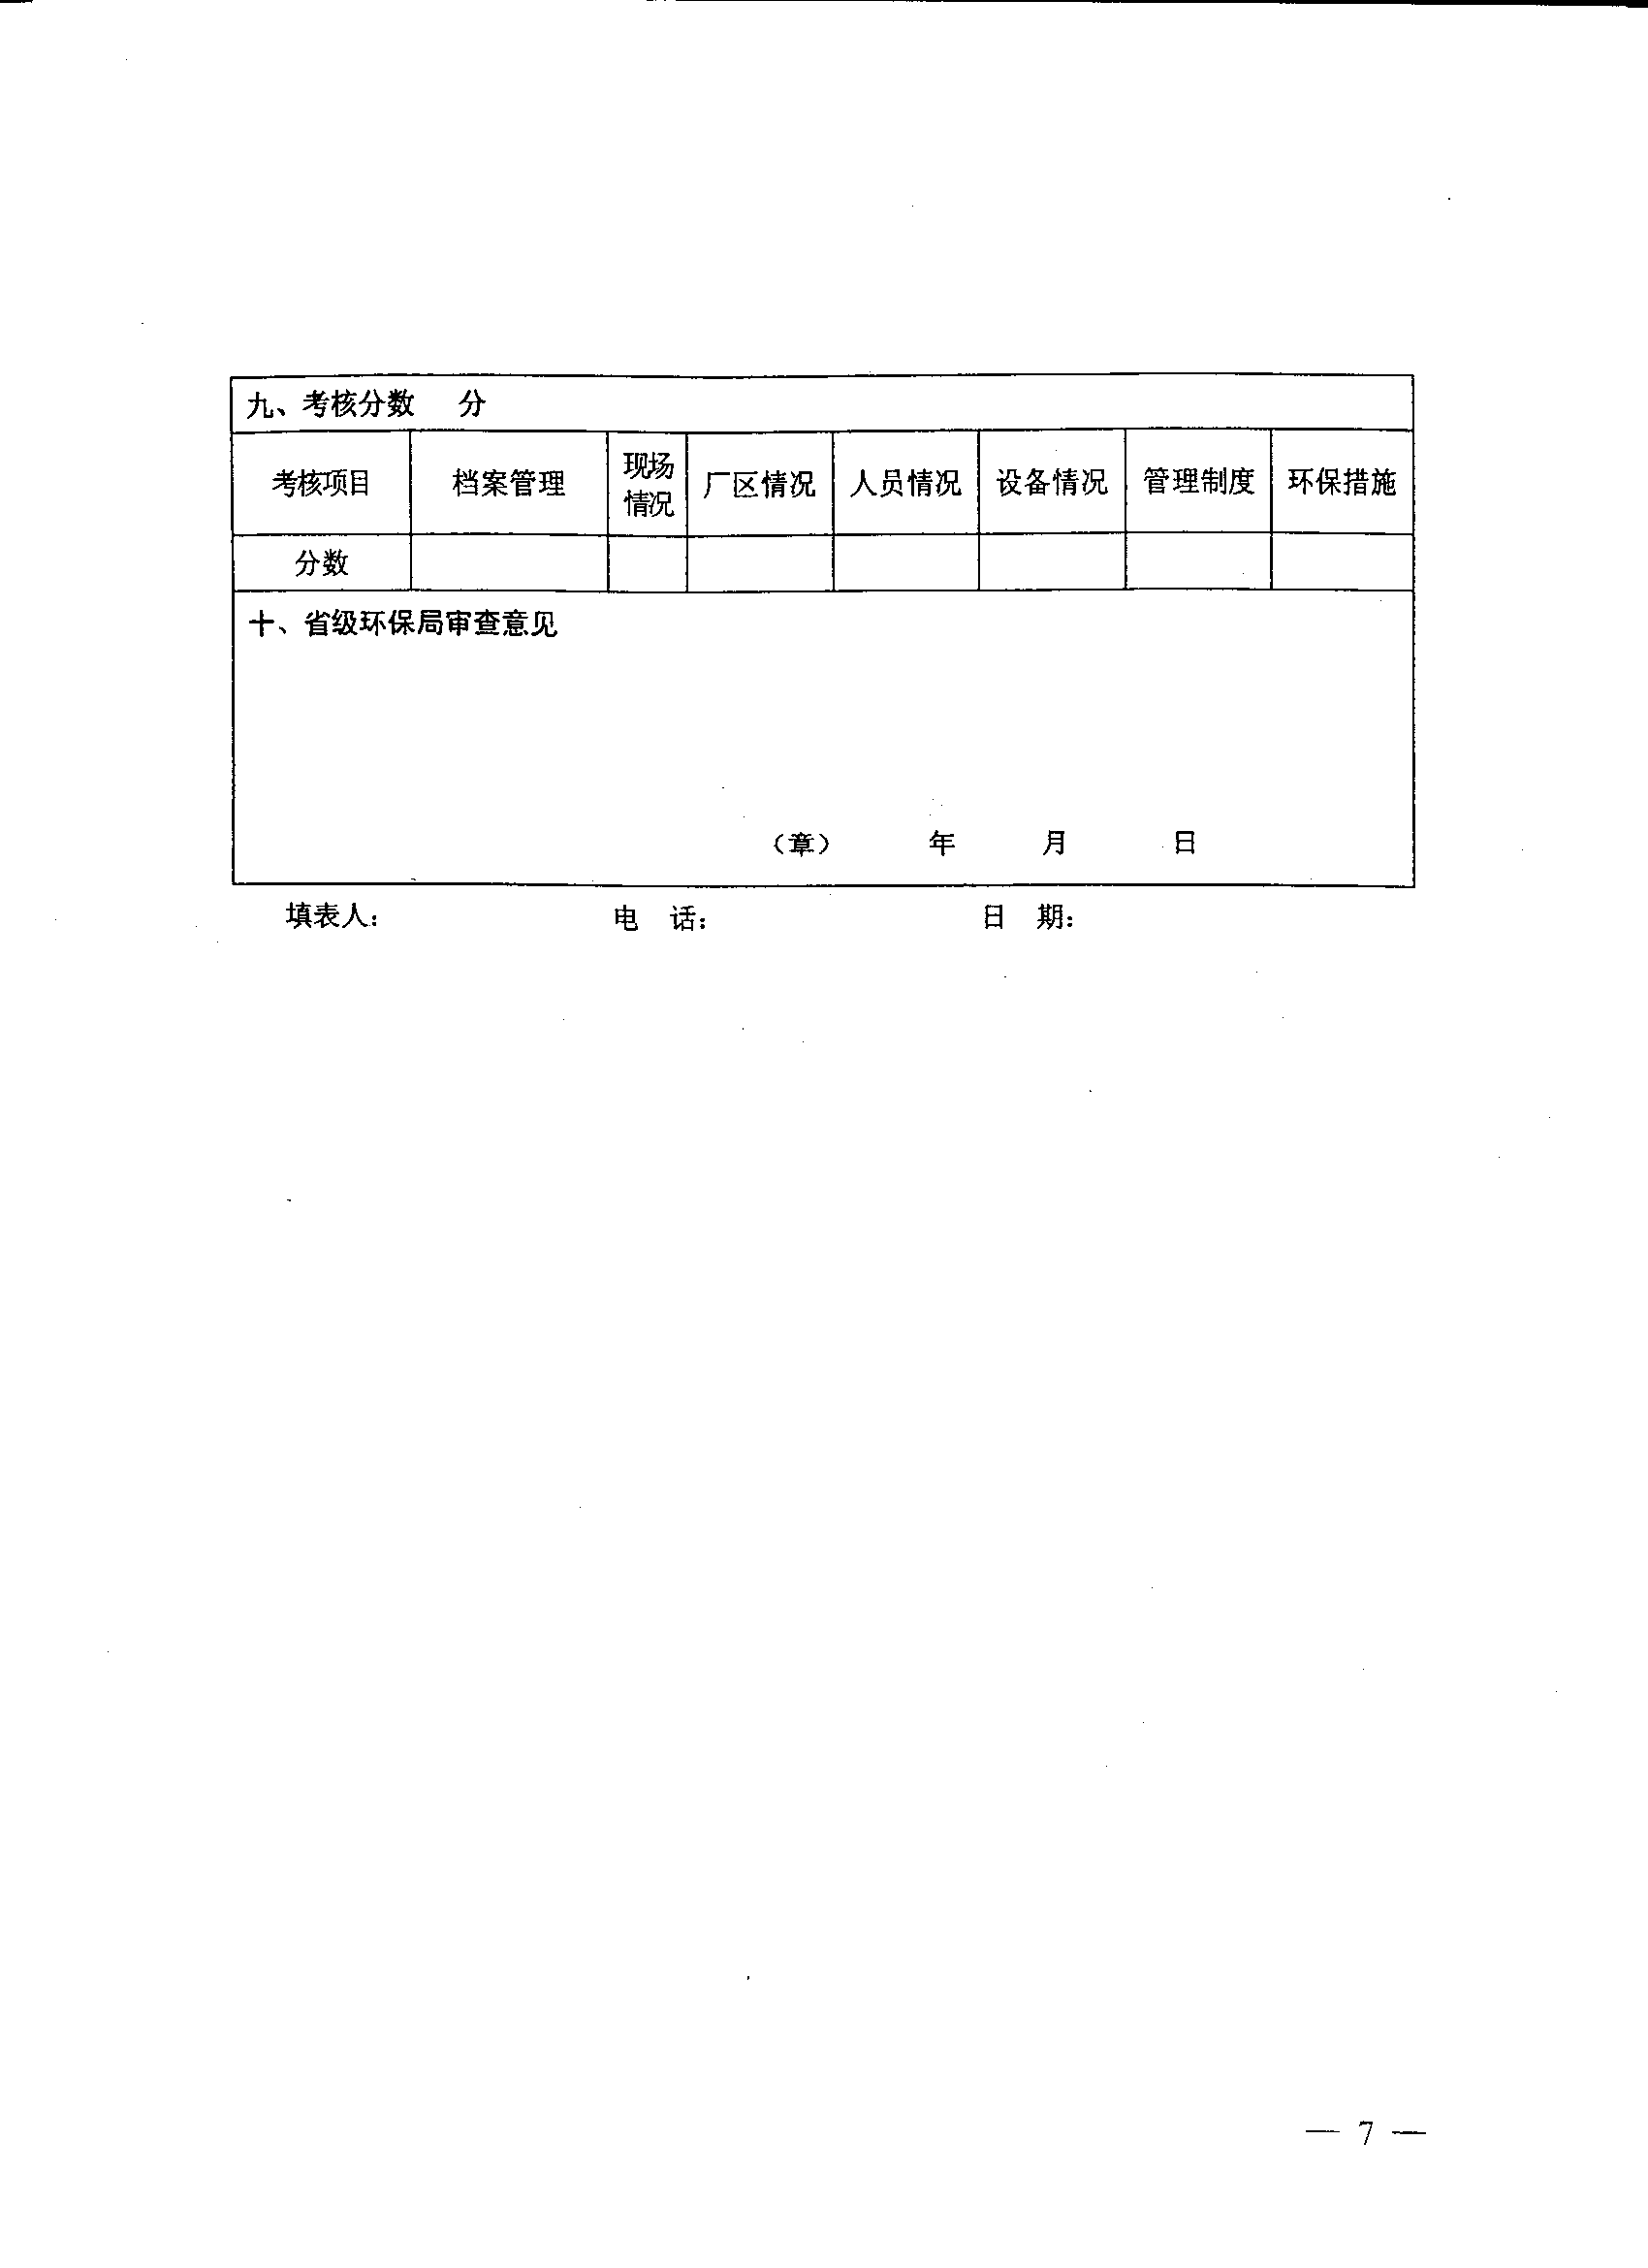 九、考核分数 分
考核项目 档案管理 现场情况 厂区情况 人员情况 设备情况 管理制度 环保措施
分数
十、省级环保局审查意见
（章） 年 月 日
填表人： 电 话： 日 期：
— 7 —